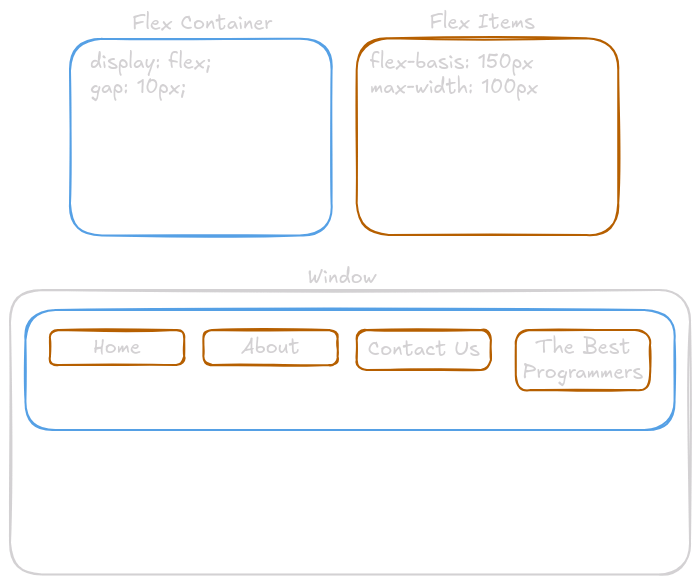 Flex Container
Flex Items
display: flex;
gap: 10px;
flex-basis: 150px
max-width: 100px
Window
Home
About
Contact Us
The Best
Programmers